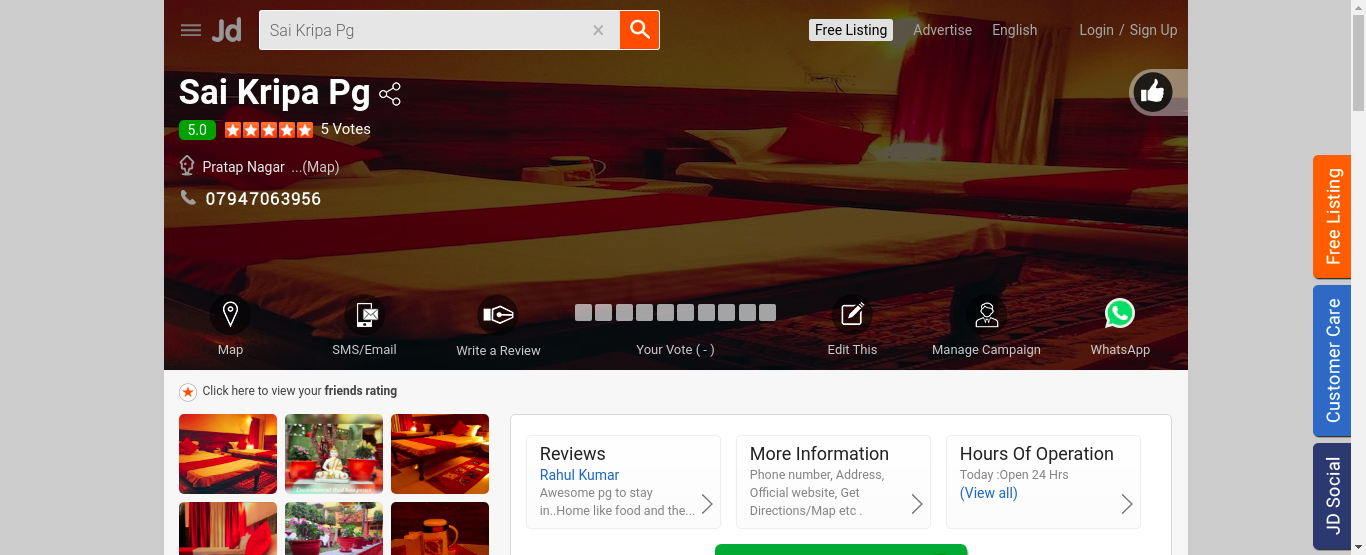 Jd
Sai Kripa Pg
Free Listing
Advertise
English
Login / Sign Up
Sai Kripa Pg
5.0
5 Votes
Pratap Nagar ...(Map)
07947063956
Map
SMS/Email
Write a Review
Your Vote ( - )
Edit This
Manage Campaign
WhatsApp
Click here to view your friends rating
Reviews
Rahul Kumar
Awesome pg to stay
in..Home like food and the...
More Information
Phone number, Address,
Official website, Get
Directions/Map etc .
Hours Of Operation
Today :Open 24 Hrs
(View all)
Free Listing
Customer Care
JD Social